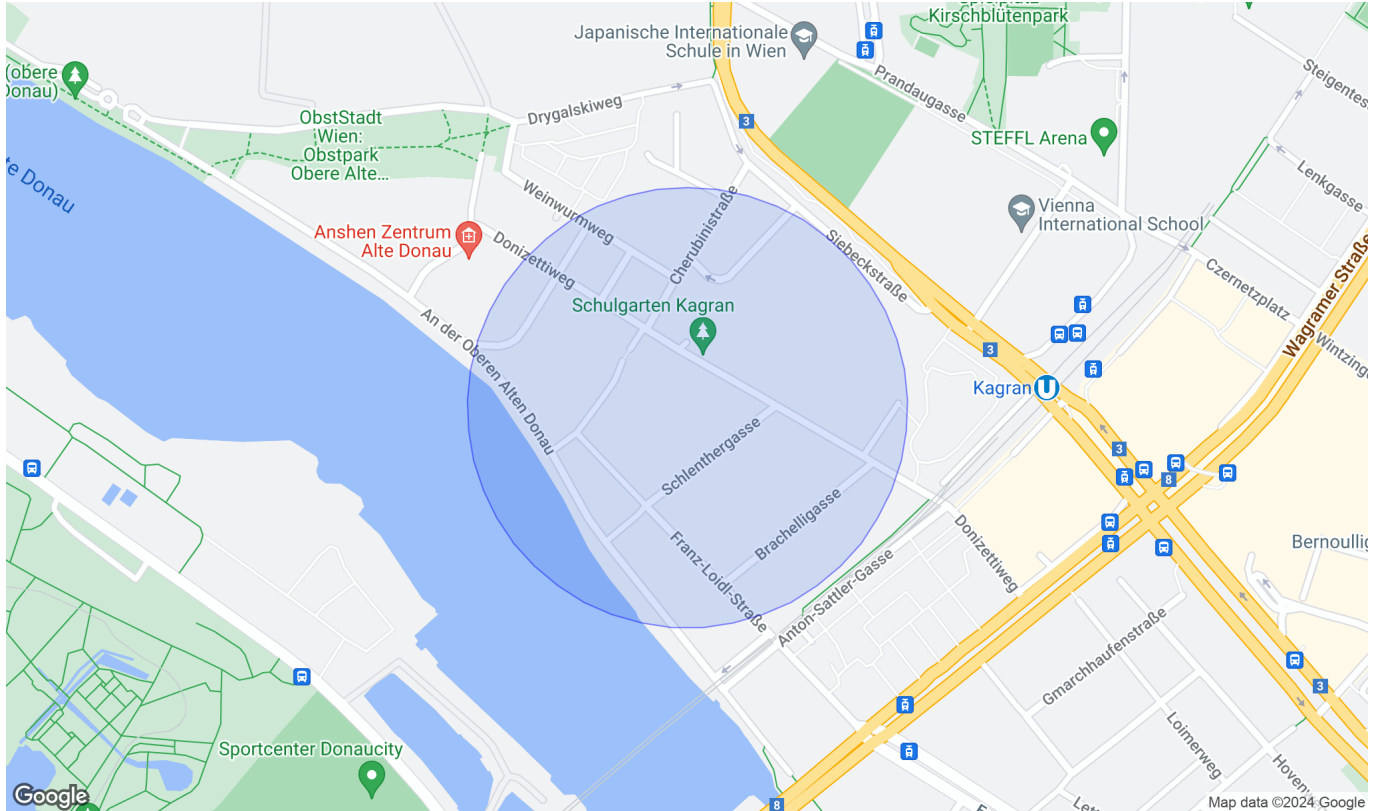 Kirschblütenpark
Japanische Internationale
Schule in Wien
(obere
Donau)
Prandaugasse
Steigentes
Drygalskiweg
ObstStadt
Wien:
Obstpark
Obere Alte...
3
STEFFL Arena
Lenkgasse
te Donau
Weinwurmweg
Cherubinistraße
Vienna
International School
Anshen Zentrum
Alte Donau
Donizettiweg
Siebeckstraße
Czernetzplatz
Wagramer Straße
Schulgarten Kagran
An der Oberen Alten Donau
3
Wintzing
Kagran
U
Schlenthergasse
3
8
Brachelligasse
Donizettiweg
Bernoullig
Franz-Loidl-Straße
Anton-Sattler-Gasse
Gmarchhaufenstraße
3
Loimerweg
Sportcenter Donaucity
Hovenw
Google
8
Map data ©2024 Google